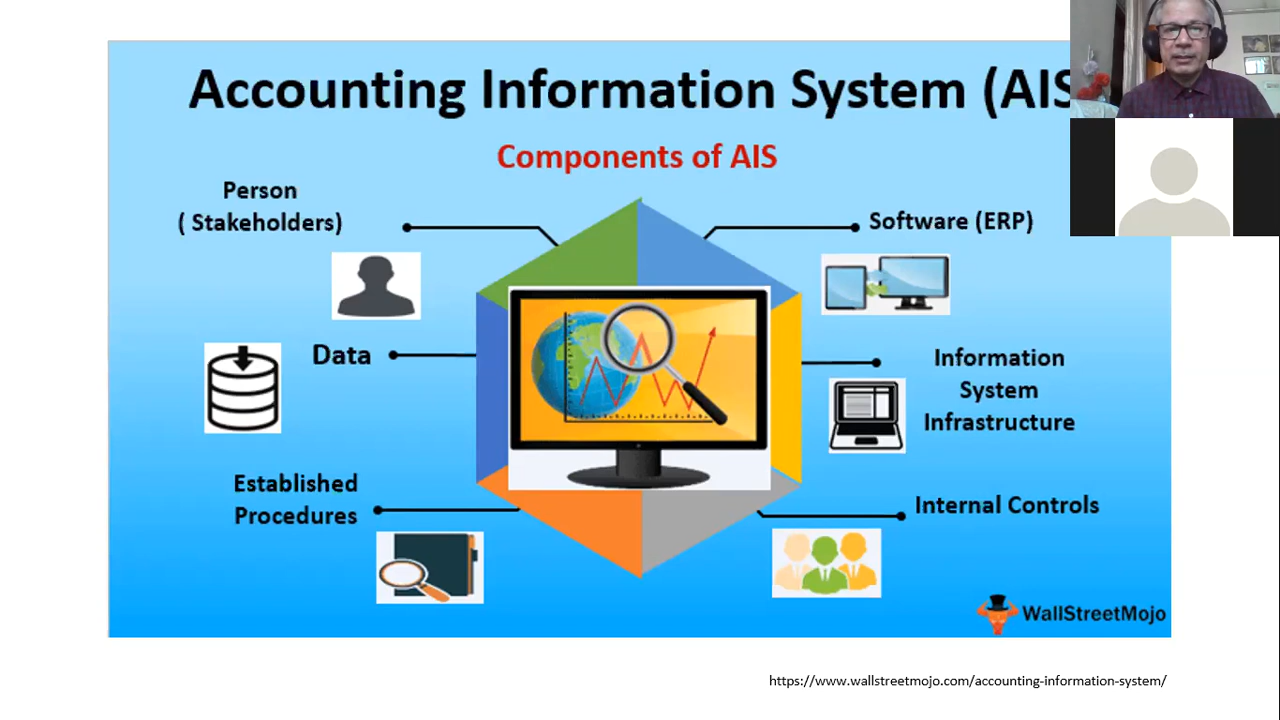 Accounting Information System (AIS
Components of AIS
Person
( Stakeholders)
Software (ERP)
Data
Information
System
Infrastructure
Established
Procedures
Internal Controls
WallStreetMojo
https://www.wallstreetmojo.com/accounting-information-system/